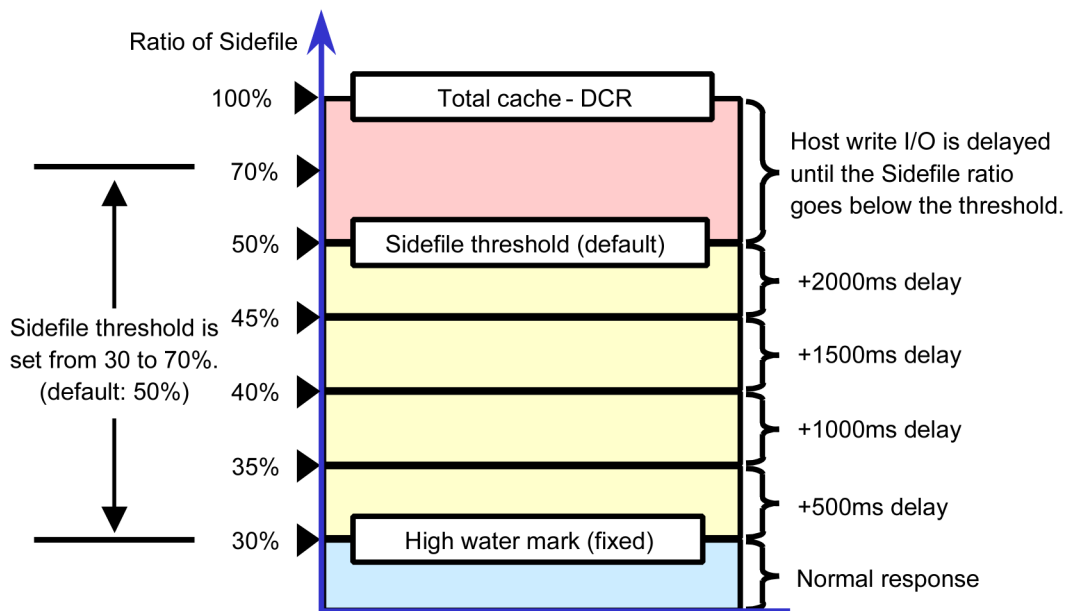 Ratio of Sidefile
100%
Total cache - DCR
Host write I/O is delayed
until the Sidefile ratio
goes below the threshold.
70%
50%
Sidefile threshold (default)
+2000ms delay
Sidefile threshold is
set from 30 to 70%.
(default: 50%)
45%
+1500ms delay
40%
+1000ms delay
35%
+500ms delay
30%
High water mark (fixed)
Normal response